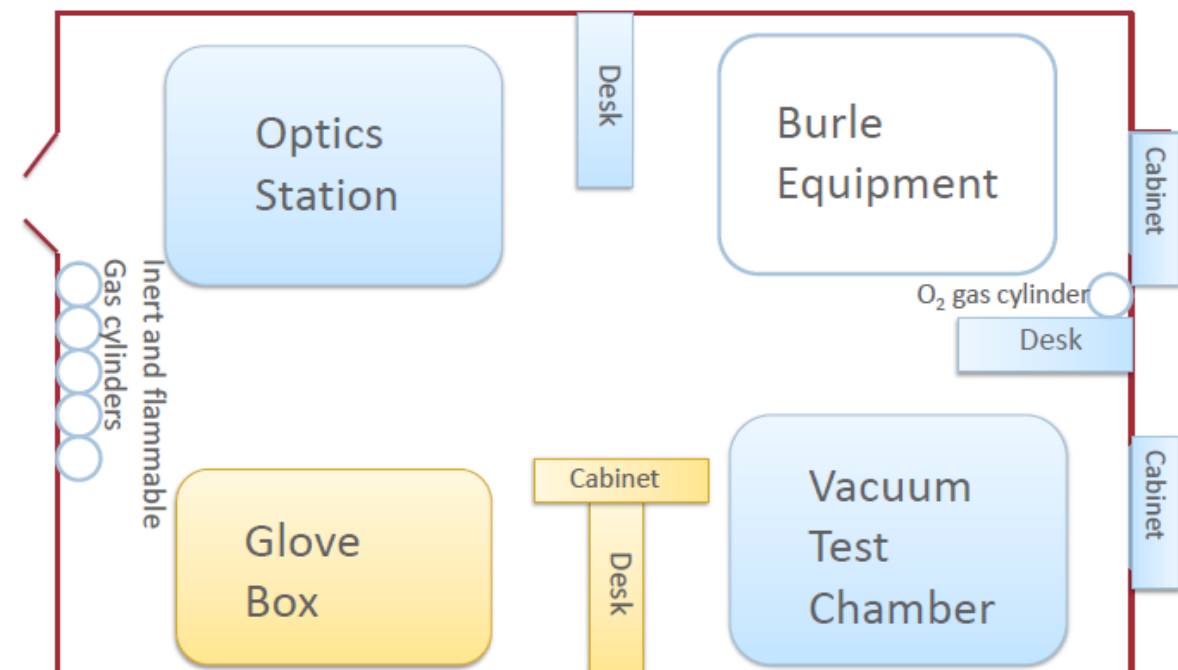 Optics
Station
Desk
Burle
Equipment
Cabinet
Inert and flammable
Gas cylinders
O₂ gas cylinder
Desk
Cabinet
Desk
Glove
Box
Vacuum
Test
Chamber
Cabinet